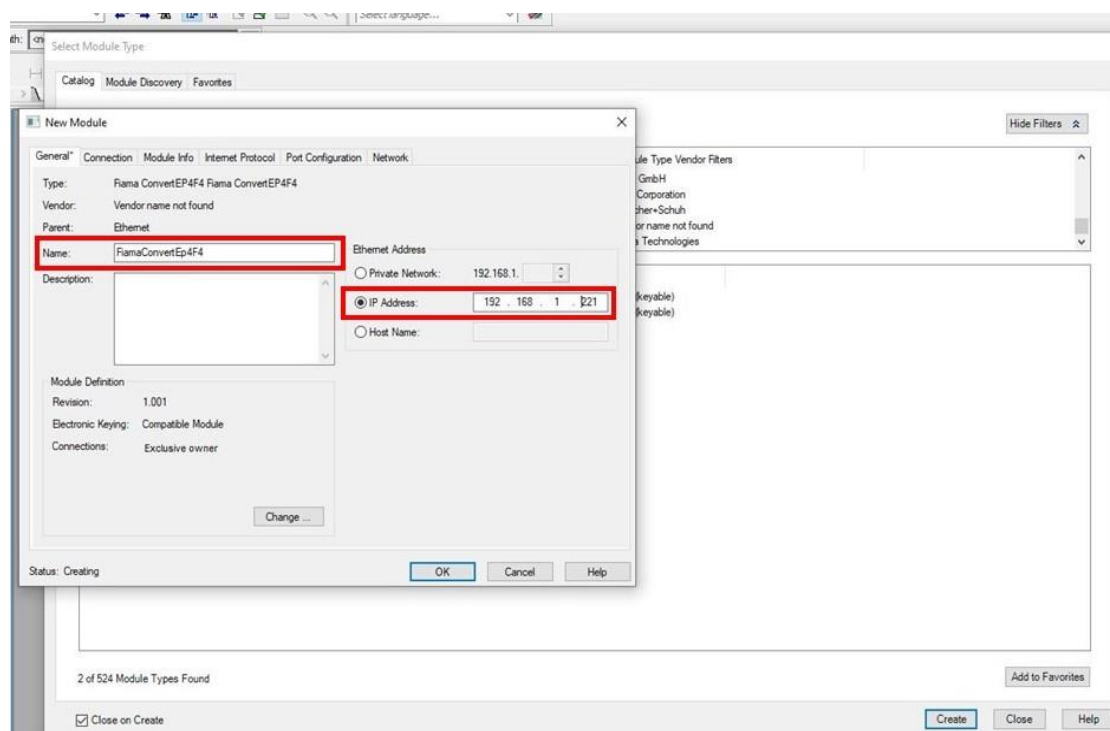 Select language...
th:
Select Module Type
Catalog Module Discovery Favorites
Hide Filters
New Module
General* Connection Module Info Internet Protocol Port Configuration Network
Type: Fiama ConvertEP4F4 Fiama ConvertEP4F4
Vendor: Vendor name not found
Parent: Ethernet
Name: FiamaConvertEp4F4
Description:
Ethernet Address
Private Network: 192.168.1.
IP Address: 192 . 168 . 1 . 221
Host Name:
Module Definition
Revision: 1.001
Electronic Keying: Compatible Module
Connections: Exclusive owner
Change ...
Status: Creating
OK Cancel Help
ule Type Vendor Filters
GmbH
Corporation
cher+Schuh
or name not found
a Technologies
(keyable)
(keyable)
2 of 524 Module Types Found
Add to Favorites
Close on Create
Create Close Help